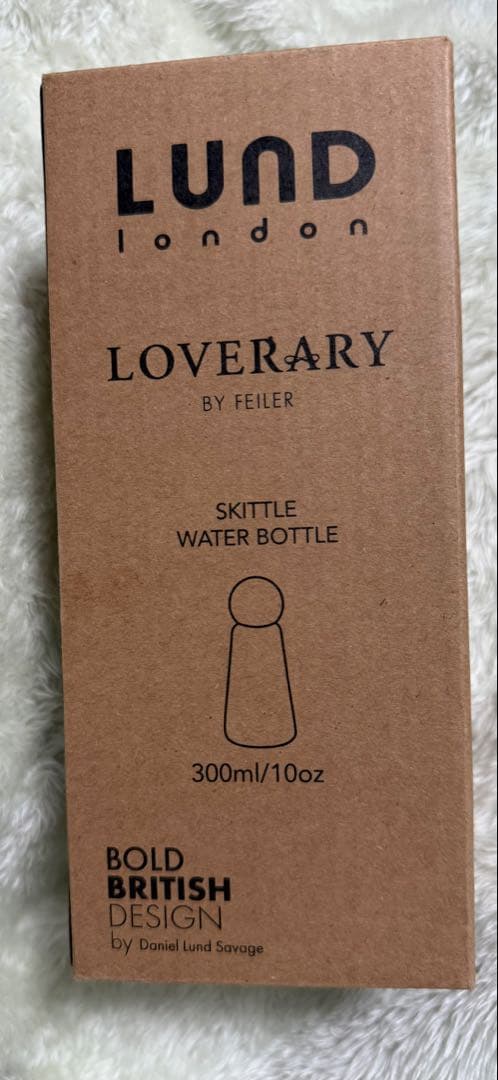 LUND
london
LOVERARY
BY FEILER
SKITTLE
WATER BOTTLE
300ml/10oz
BOLD
BRITISH
DESIGN
by Daniel Lund Savage